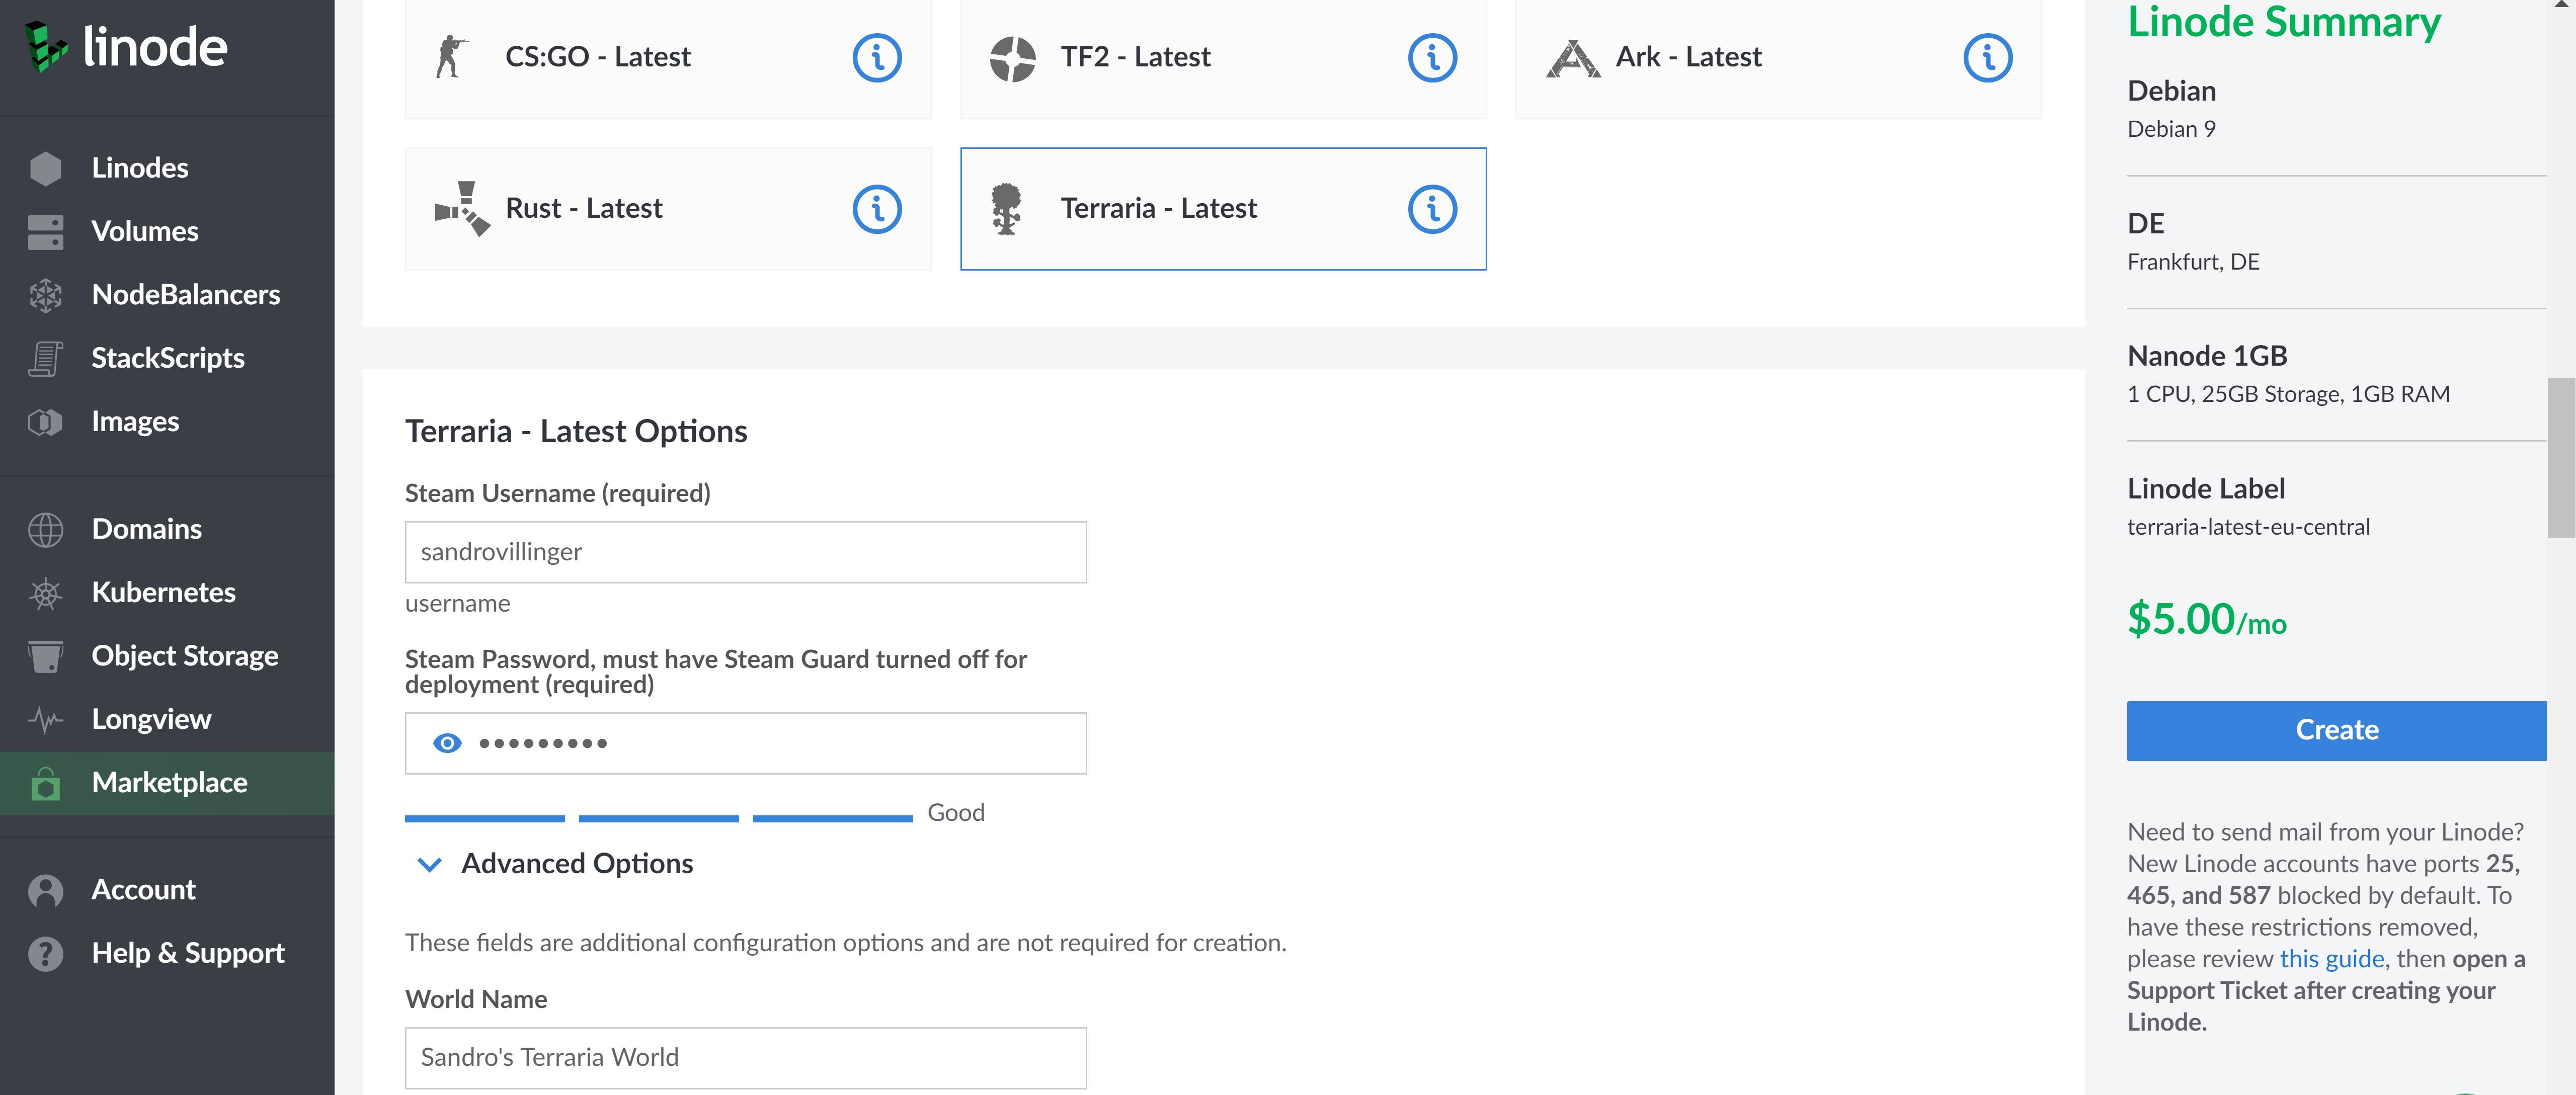 linode
Linodes
Volumes
NodeBalancers
StackScripts
Images
Domains
Kubernetes
Object Storage
Longview
Marketplace
Account
Help & Support
CS:GO - Latest
TF2 - Latest
Ark - Latest
Rust - Latest
Terraria - Latest
Terraria - Latest Options
Steam Username (required)
sandrovillinger
username
Steam Password, must have Steam Guard turned off for
deployment (required)
•••••••••
Good
Advanced Options
These fields are additional configuration options and are not required for creation.
World Name
Sandro's Terraria World
Linode Summary
Debian
Debian 9
DE
Frankfurt, DE
Nanode 1GB
1 CPU, 25GB Storage, 1GB RAM
Linode Label
terraria-latest-eu-central
$5.00/mo
Create
Need to send mail from your Linode?
New Linode accounts have ports 25,
465, and 587 blocked by default. To
have these restrictions removed,
please review this guide, then open a
Support Ticket after creating your
Linode.